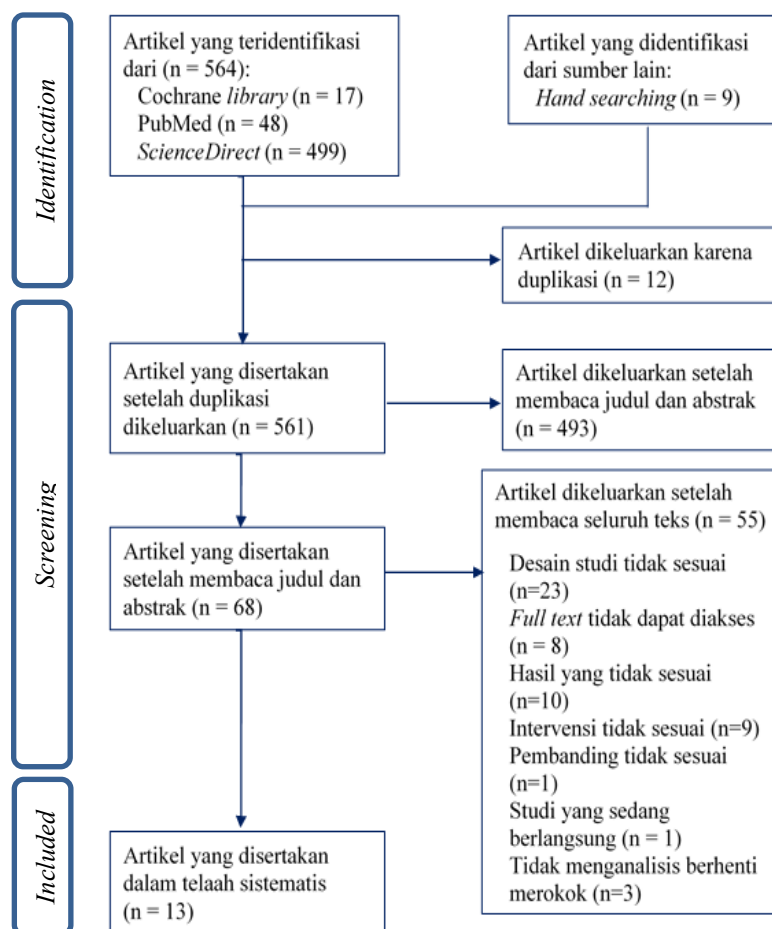 Identification
Artikel yang teridentifikasi
dari (n = 564):
Cochrane library (n = 17)
PubMed (n = 48)
ScienceDirect (n = 499)
Artikel yang didentifikasi
dari sumber lain:
Hand searching (n = 9)
Artikel dikeluarkan karena
duplikasi (n = 12)
Screening
Artikel yang disertakan
setelah duplikasi
dikeluarkan (n = 561)
Artikel dikeluarkan setelah
membaca judul dan abstrak
(n = 493)
Artikel yang disertakan
setelah membaca judul dan
abstrak (n = 68)
Artikel dikeluarkan setelah
membaca seluruh teks (n = 55)
Desain studi tidak sesuai
(n=23)
Full text tidak dapat diakses
(n = 8)
Hasil yang tidak sesuai
(n=10)
Intervensi tidak sesuai (n=9)
Pembanding tidak sesuai
(n=1)
Studi yang sedang
berlangsung (n = 1)
Tidak menganalisis berhenti
merokok (n=3)
Included
Artikel yang disertakan
dalam telaah sistematis
(n = 13)